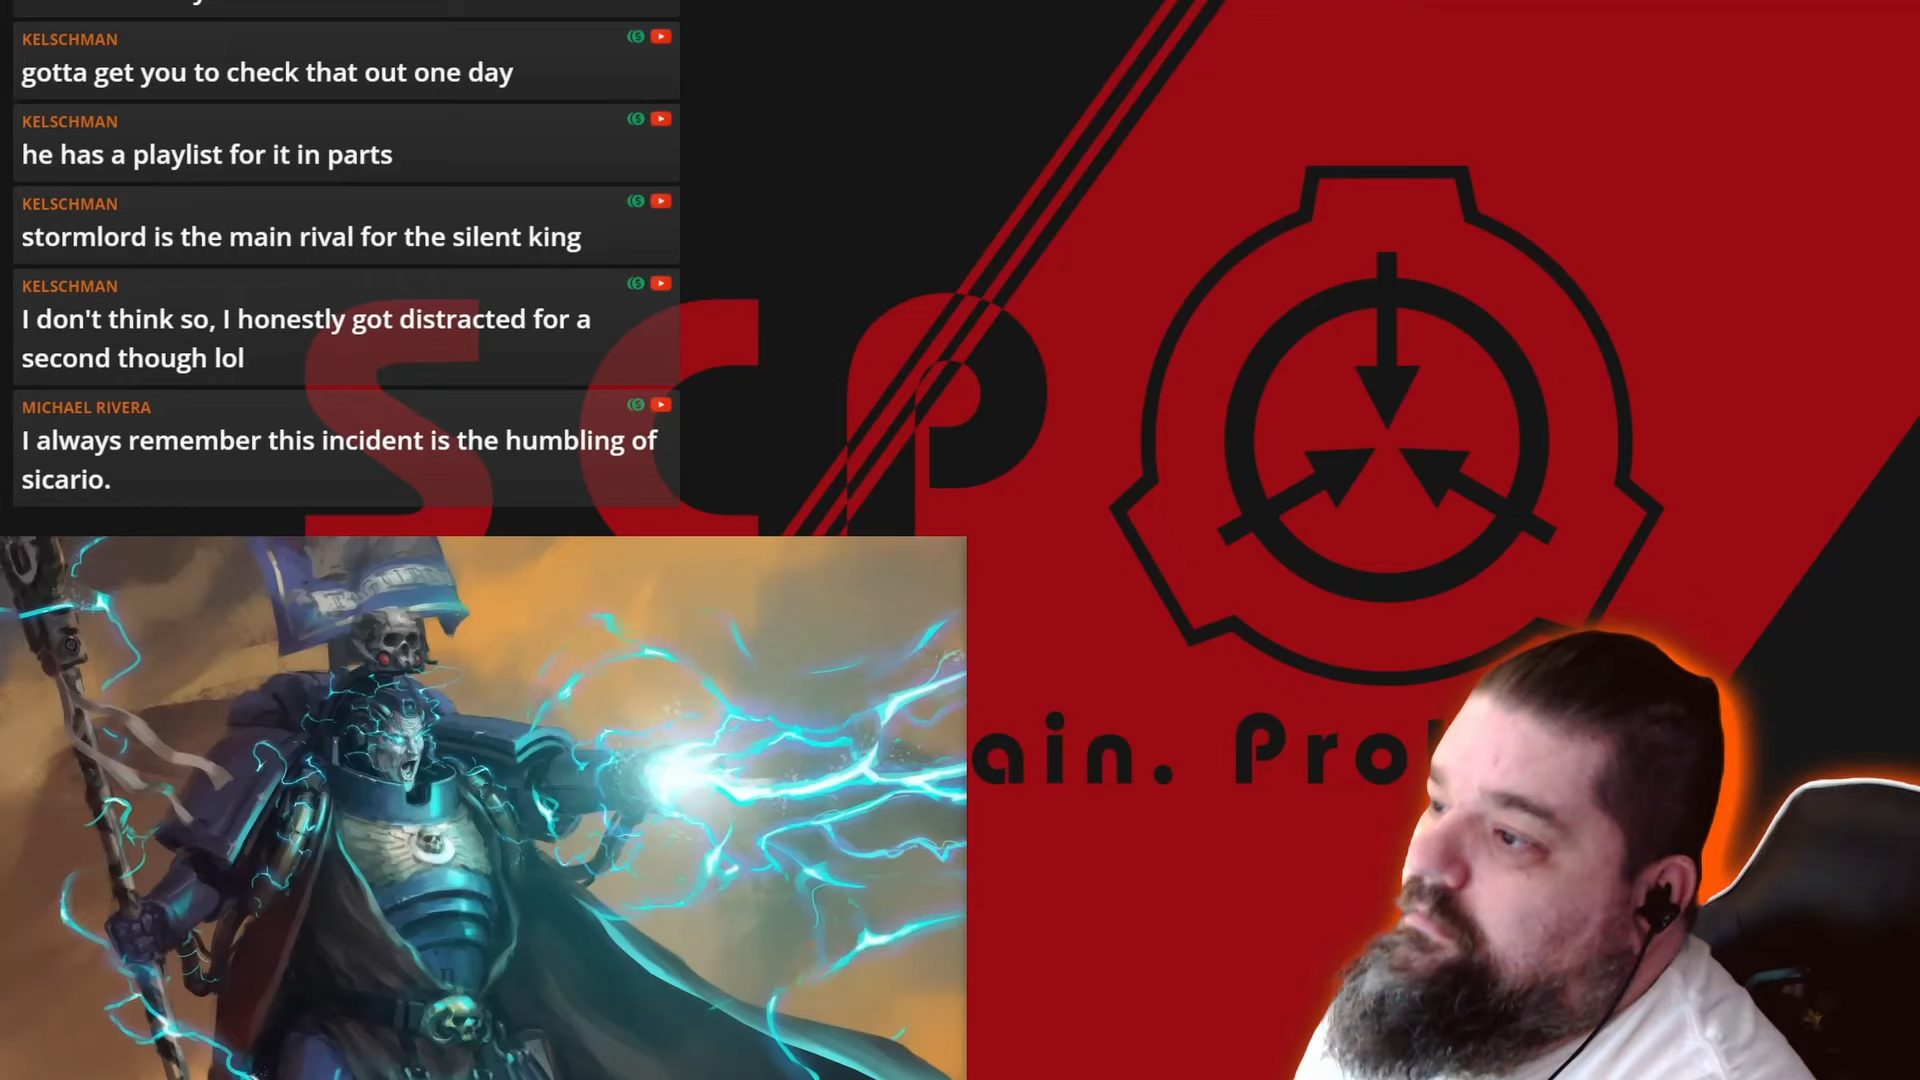 KELSCHMAN
gotta get you to check that out one day
KELSCHMAN
he has a playlist for it in parts
KELSCHMAN
stormlord is the main rival for the silent king
KELSCHMAN
I don't think so, I honestly got distracted for a
second though lol
MICHAEL RIVERA
I always remember this incident is the humbling of
sicario.
SCP
ain. Pro